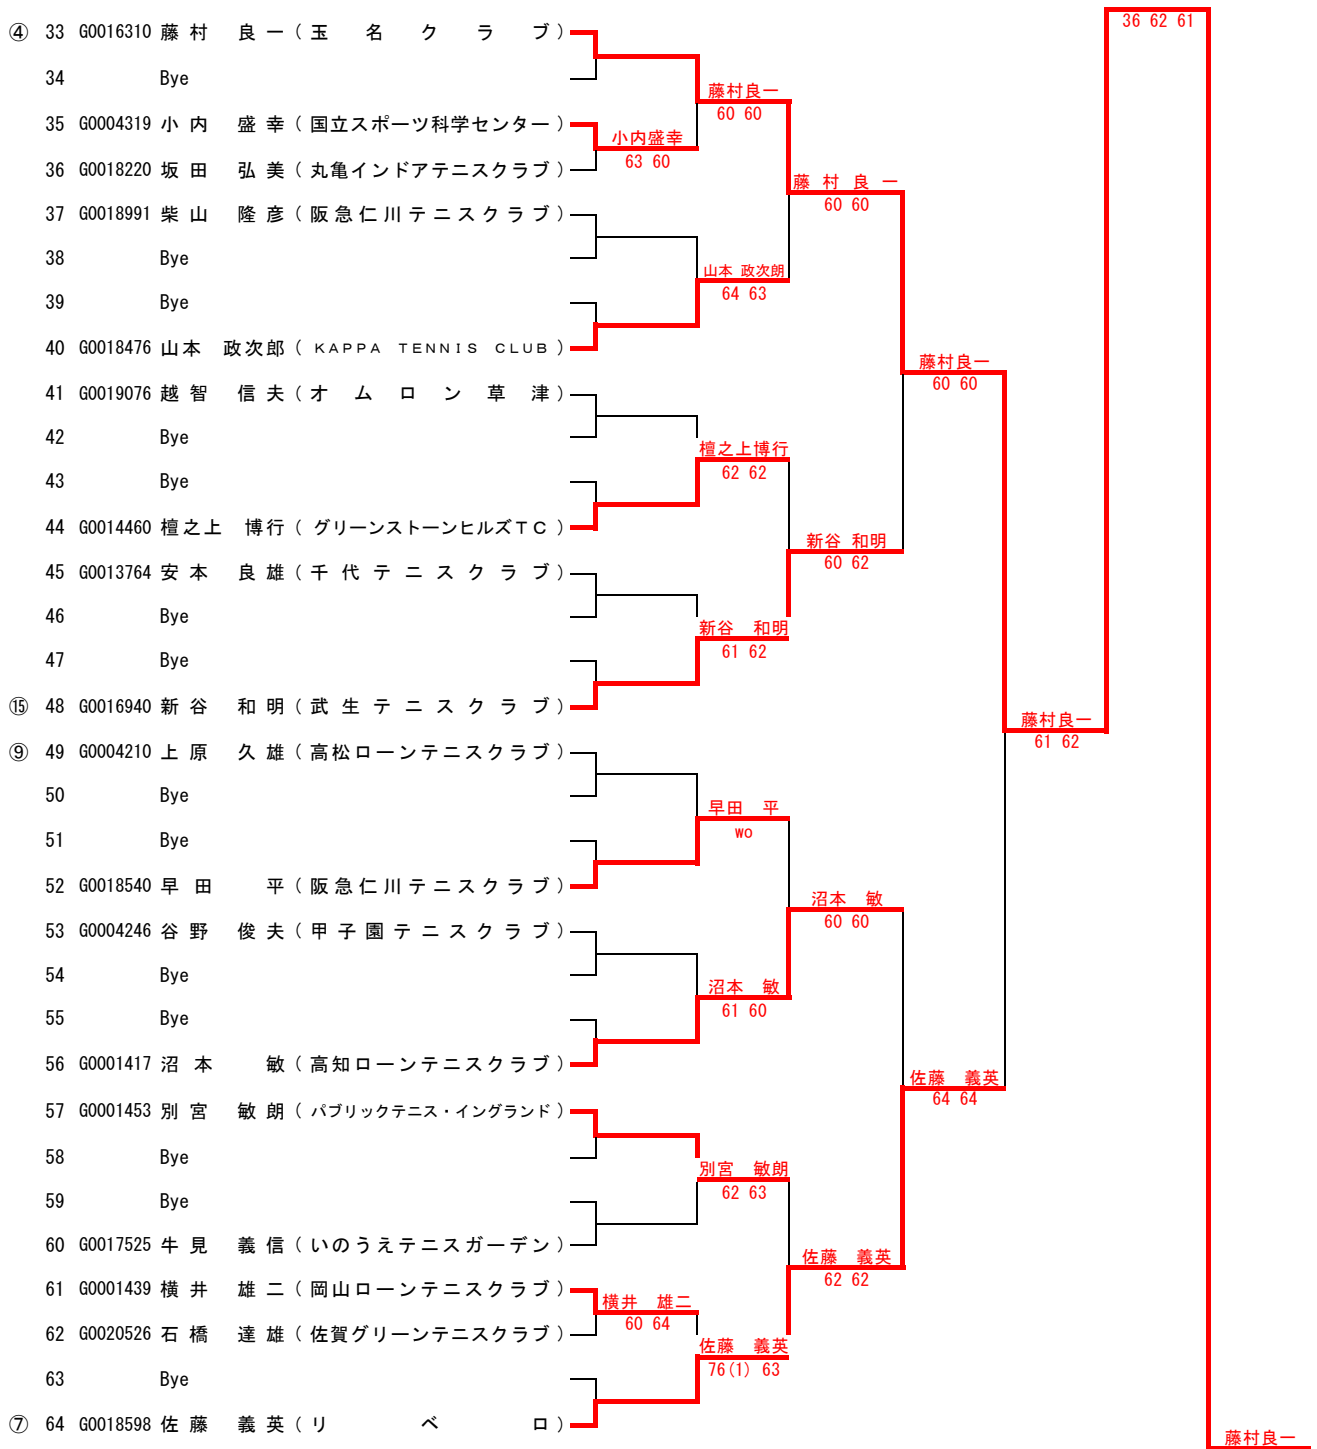 36 62 61
④ 33 G0016310 藤村 良一（玉名クラブ）
34 Bye
藤村良一
60 60
35 G0004319 小内 盛幸（国立スポーツ科学センター）
小内盛幸
63 60
36 G0018220 坂田 弘美（丸亀インドアテニスクラブ）
藤村良一
60 60
37 G0018991 柴山 隆彦（阪急仁川テニスクラブ）
38 Bye
山本 政次朗
64 63
39 Bye
40 G0018476 山本 政次郎（KAPPA TENNIS CLUB）
藤村良一
60 60
41 G0019076 越智 信夫（オムロン草津）
42 Bye
檀之上博行
62 62
43 Bye
44 G0014460 檀之上 博行（グリーンストーンヒルズTC）
新谷 和明
60 62
45 G0013764 安本 良雄（千代テニスクラブ）
46 Bye
新谷 和明
61 62
47 Bye
⑮ 48 G0016940 新谷 和明（武生テニスクラブ）
藤村良一
61 62
⑨ 49 G0004210 上原 久雄（高松ローンテニスクラブ）
50 Bye
早田 平
wo
51 Bye
52 G0018540 早田 平（阪急仁川テニスクラブ）
沼本 敏
60 60
53 G0004246 谷野 俊夫（甲子園テニスクラブ）
54 Bye
沼本 敏
61 60
55 Bye
56 G0001417 沼本 敏（高知ローンテニスクラブ）
佐藤 義英
64 64
57 G0001453 別宮 敏朗（パブリックテニス・イングランド）
58 Bye
別宮 敏朗
62 63
59 Bye
60 G0017525 牛見 義信（いのうえテニスガーデン）
佐藤 義英
62 62
61 G0001439 横井 雄二（岡山ローンテニスクラブ）
横井 雄二
60 64
62 G0020526 石橋 達雄（佐賀グリーンテニスクラブ）
佐藤 義英
76(1) 63
63 Bye
⑦ 64 G0018598 佐藤 義英（リベロ）
藤村良一